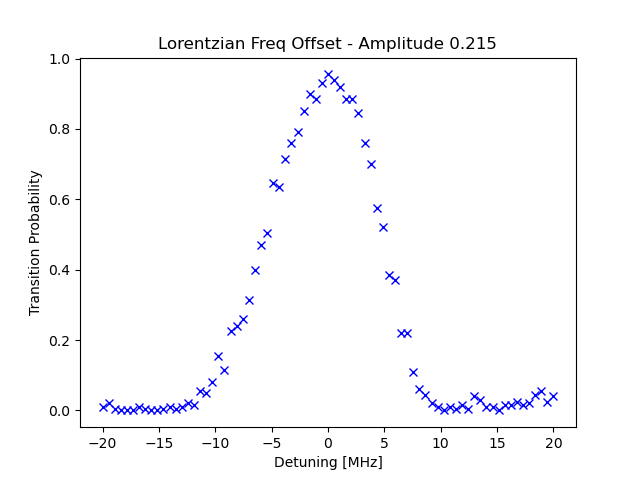 Lorentzian Freq Offset - Amplitude 0.215
1.0
0.8
0.6
0.4
0.2
0.0
Transition Probability
−20 −15 −10 −5 0 5 10 15 20
Detuning [MHz]